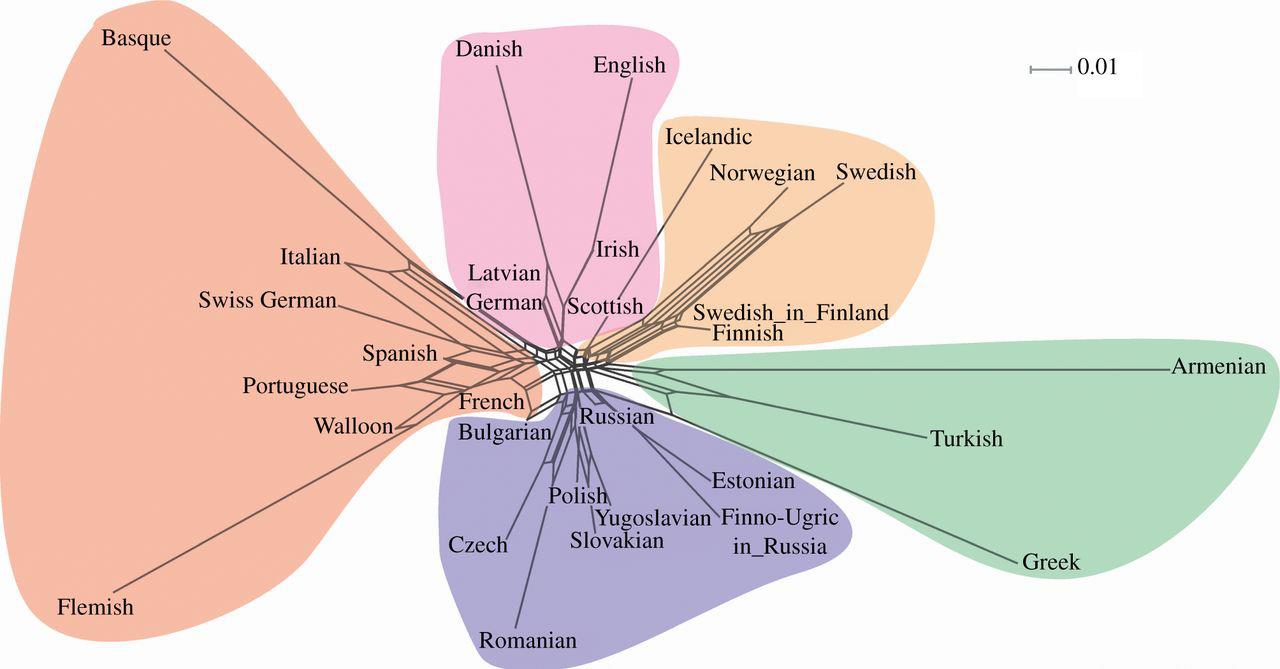 Basque
Danish
English
0.01
Icelandic
Norwegian
Swedish
Italian
Irish
Latvian
Swiss German
German
Scottish
Swedish_in_Finland
Finnish
Spanish
Armenian
Portuguese
French
Walloon
Russian
Bulgarian
Turkish
Estonian
Polish
Yugoslavian
Finno-Ugric
in_Russia
Slovakian
Czech
Greek
Flemish
Romanian